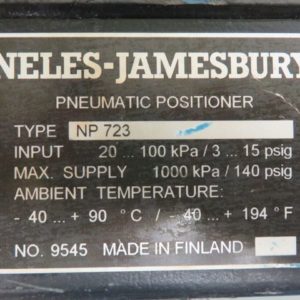 NELES-JAMESBURY
PNEUMATIC POSITIONER
TYPE NP 723
INPUT 20 ... 100 kPa / 3 ... 15 psig
MAX. SUPPLY 1000 kPa / 140 psig
AMBIENT TEMPERATURE:
- 40 ... + 90 °C / - 40 ... + 194 °F
NO. 9545 MADE IN FINLAND